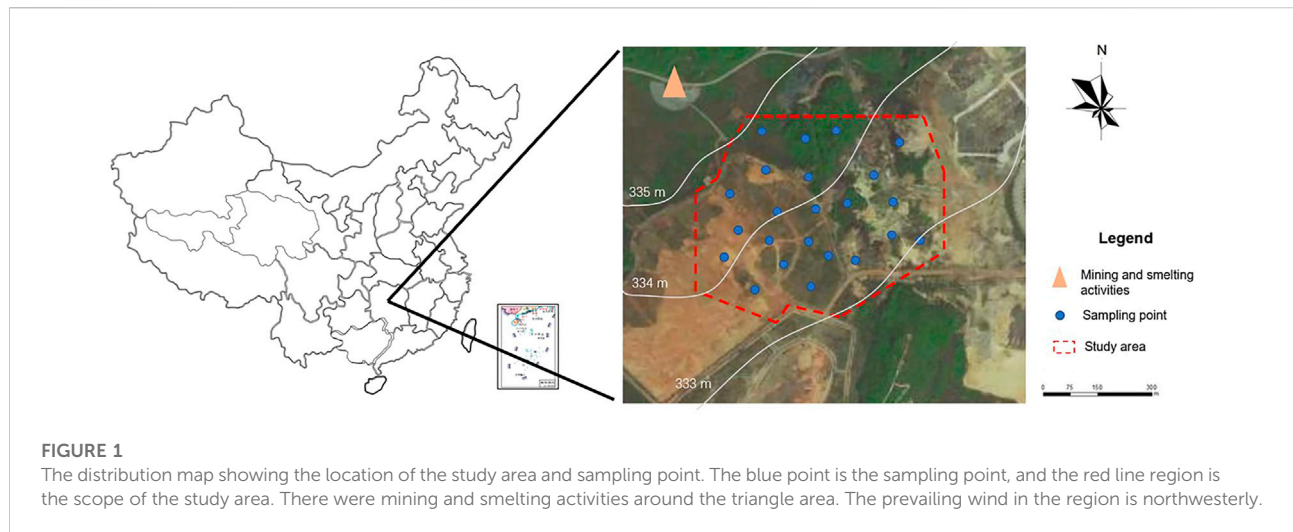 N
335 m
334 m
333 m
Legend
Mining and smelting
activities
Sampling point
Study area
0 75 150 300
m
FIGURE 1
The distribution map showing the location of the study area and sampling point. The blue point is the sampling point, and the red line region is
the scope of the study area. There were mining and smelting activities around the triangle area. The prevailing wind in the region is northwesterly.